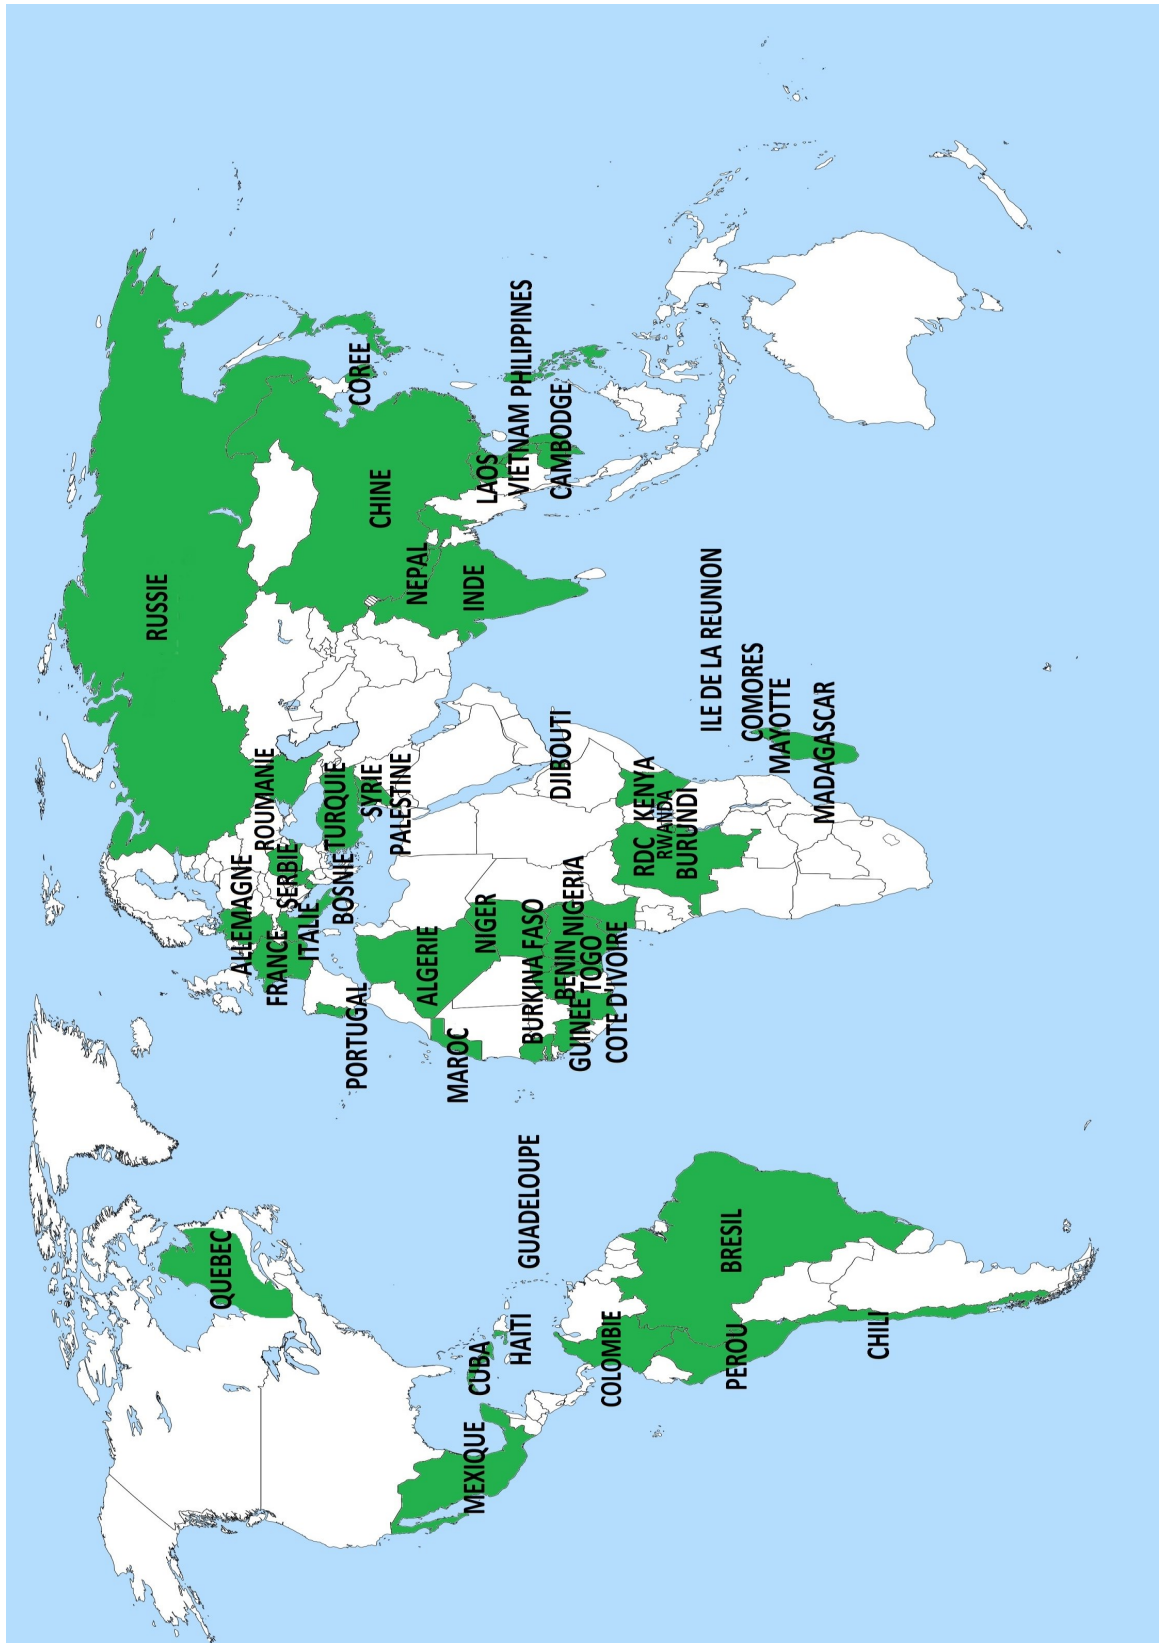 RUSSIE
QUEBEC
ALLEMAGNE
ROUMANIE
FRANCE
SERBIE
ITALIE
BOSNIE
TURQUIE
COREE
PORTUGAL
SYRIE
CHINE
PALESTINE
NEPAL
ALGERIE
MAROC
INDE
MEXIQUE
CUBA
NIGER
LAOS
HAITI
GUADELOUPE
BURKINA FASO
VIETNAM
PHILIPPINES
DJIBOUTI
CAMBODGE
BENIN
NIGERIA
GUINEE
TOGO
COTE D'IVOIRE
COLOMBIE
RDC
KENYA
RWANDA
BURUNDI
ILE DE LA REUNION
PEROU
BRESIL
COMORES
MAYOTTE
MADAGASCAR
CHILI